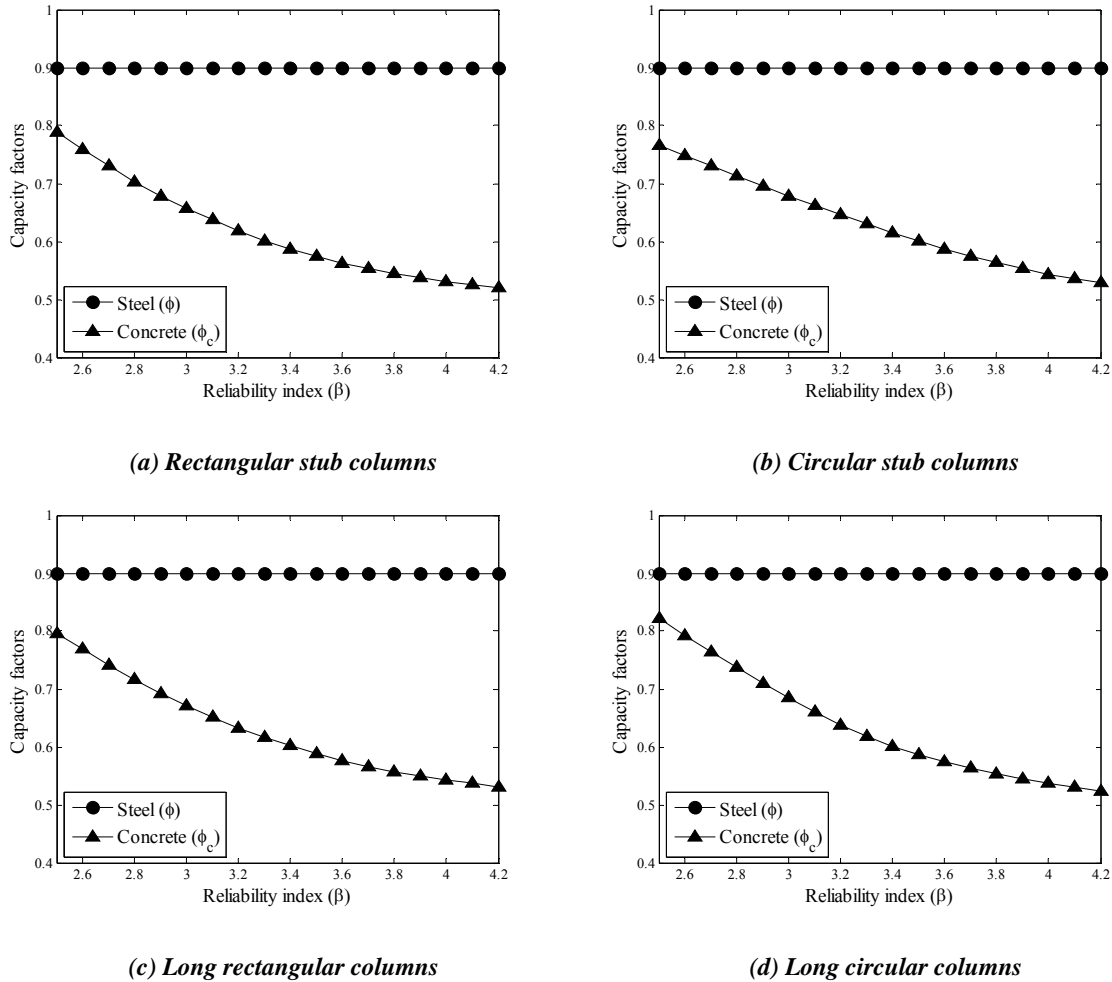 1
0.9
0.8
0.7
0.6
0.5
0.4
Capacity factors
Steel (ϕ)
Concrete (ϕc)
2.6 2.8 3 3.2 3.4 3.6 3.8 4 4.2
Reliability index (β)
(a) Rectangular stub columns
1
0.9
0.8
0.7
0.6
0.5
0.4
Capacity factors
Steel (ϕ)
Concrete (ϕc)
2.6 2.8 3 3.2 3.4 3.6 3.8 4 4.2
Reliability index (β)
(b) Circular stub columns
1
0.9
0.8
0.7
0.6
0.5
0.4
Capacity factors
Steel (ϕ)
Concrete (ϕc)
2.6 2.8 3 3.2 3.4 3.6 3.8 4 4.2
Reliability index (β)
(c) Long rectangular columns
1
0.9
0.8
0.7
0.6
0.5
0.4
Capacity factors
Steel (ϕ)
Concrete (ϕc)
2.6 2.8 3 3.2 3.4 3.6 3.8 4 4.2
Reliability index (β)
(d) Long circular columns